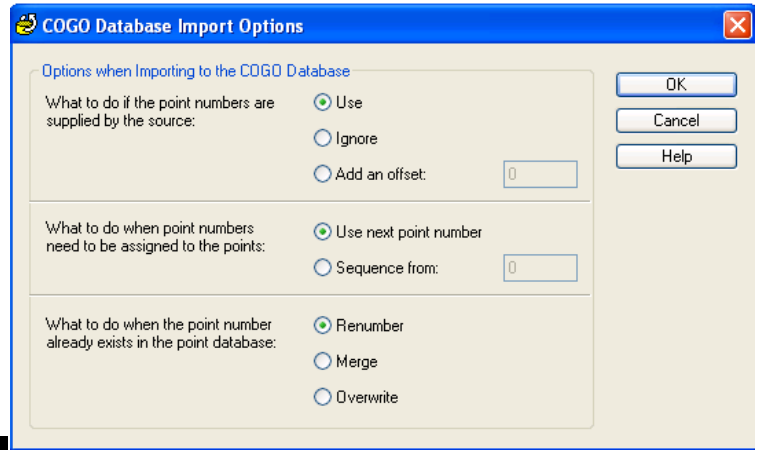 COGO Database Import Options
Options when Importing to the COGO Database
What to do if the point numbers are
supplied by the source:
Use
Ignore
Add an offset:
0
What to do when point numbers
need to be assigned to the points:
Use next point number
Sequence from:
0
What to do when the point number
already exists in the point database:
Renumber
Merge
Overwrite
OK
Cancel
Help